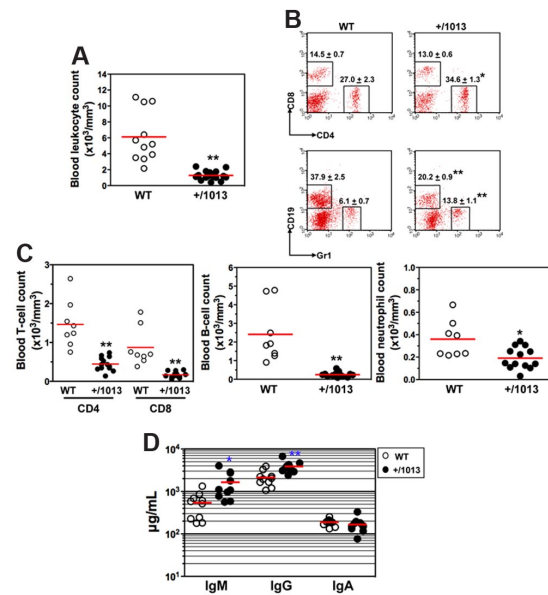 A
Blood leukocyte count
(x10³/mm³)
14
12
10
8
6
4
2
0
**
WT
+/1013
B
WT
+/1013
14.5 ± 0.7
27.0 ± 2.3
13.0 ± 0.6
34.6 ± 1.3*
CD8
CD4
37.9 ± 2.5
6.1 ± 0.7
20.2 ± 0.9**
13.8 ± 1.1**
CD19
Gr1
C
Blood T-cell count
(x10³/mm³)
3
2
1
0
**
**
WT +/1013 WT +/1013
CD4 CD8
Blood B-cell count
(x10³/mm³)
6
5
4
3
2
1
0
**
WT +/1013
Blood neutrophil count
(x10³/mm³)
1.0
0.8
0.6
0.4
0.2
0.0
*
WT +/1013
D
µg/mL
10⁴
10³
10²
10¹
*
**
WT
+/1013
IgM IgG IgA